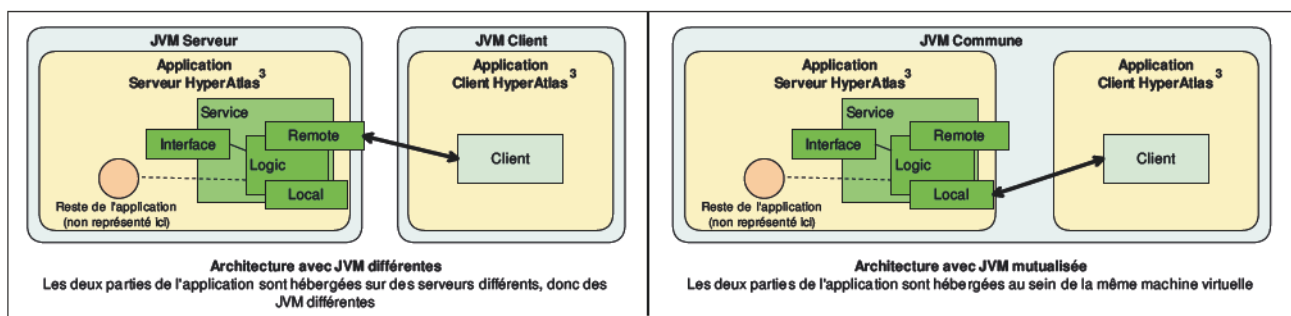 JVM Serveur
Application
Serveur HyperAtlas³
Service
Remote
Interface
Logic
Local
Reste de l'application
(non représenté ici)
JVM Client
Application
Client HyperAtlas³
Client
Architecture avec JVM différentes
Les deux parties de l'application sont hébergées sur des serveurs différents, donc des
JVM différentes
JVM Commune
Application
Serveur HyperAtlas³
Service
Remote
Interface
Logic
Local
Reste de l'application
(non représenté ici)
Application
Client HyperAtlas³
Client
Architecture avec JVM mutualisée
Les deux parties de l'application sont hébergées au sein de la même machine virtuelle